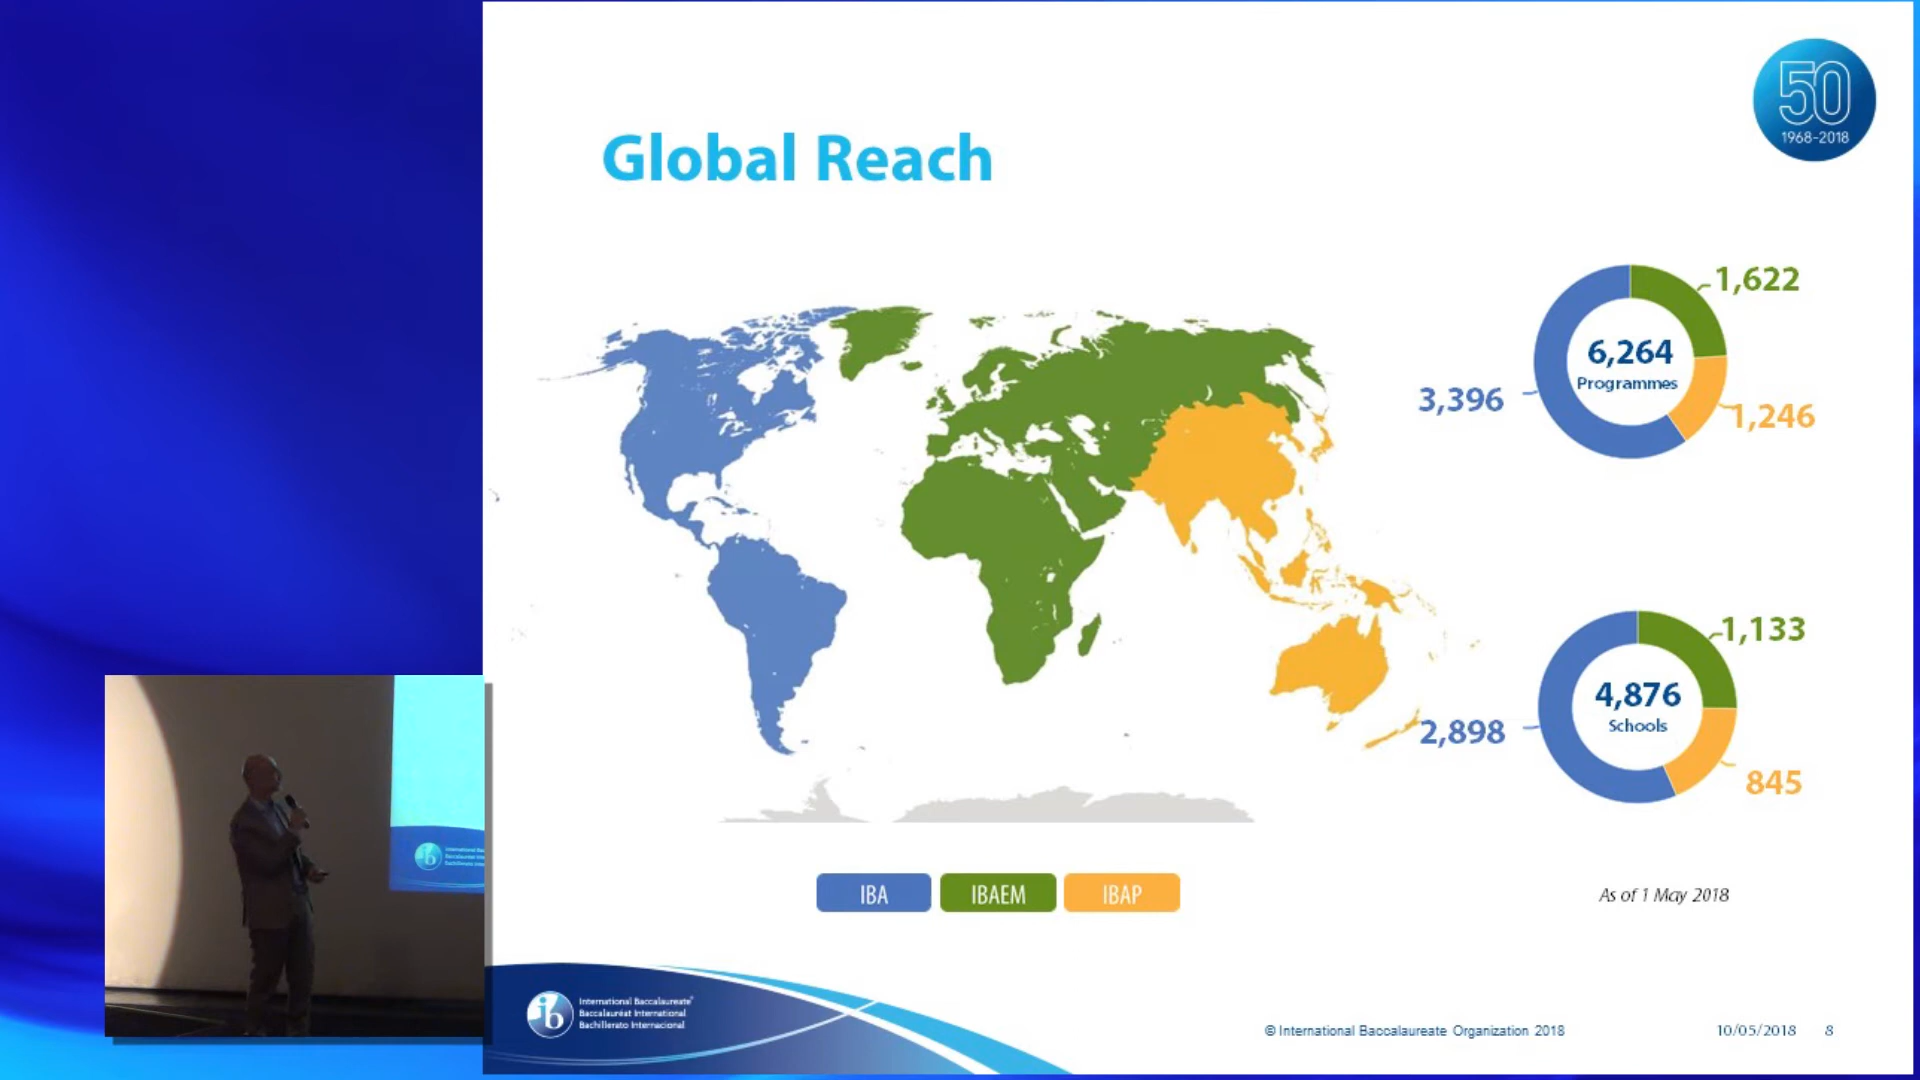 50
1968-2018
Global Reach
1,622
6,264
Programmes
3,396
1,246
1,133
4,876
Schools
2,898
845
IBA
IBAEM
IBAP
As of 1 May 2018
International Baccalaureate®
Baccalauréat International
Bachillerato Internacional
© International Baccalaureate Organization 2018
10/05/2018
8